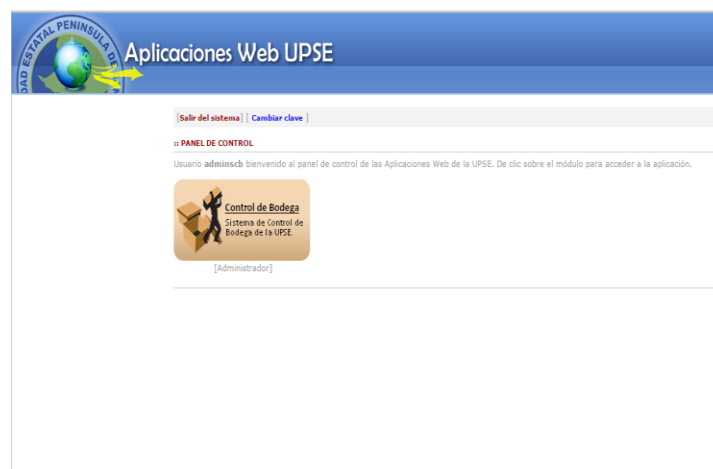 DAD ESTATAL PENINSULA DE
Aplicaciones Web UPSE
[Salir del sistema] [ Cambiar clave ]
:: PANEL DE CONTROL
Usuario adminscb bienvenido al panel de control de las Aplicaciones Web de la UPSE. De clic sobre el módulo para acceder a la aplicación.
Control de Bodega
Sistema de Control de
Bodega de la UPSE
[Administrador]